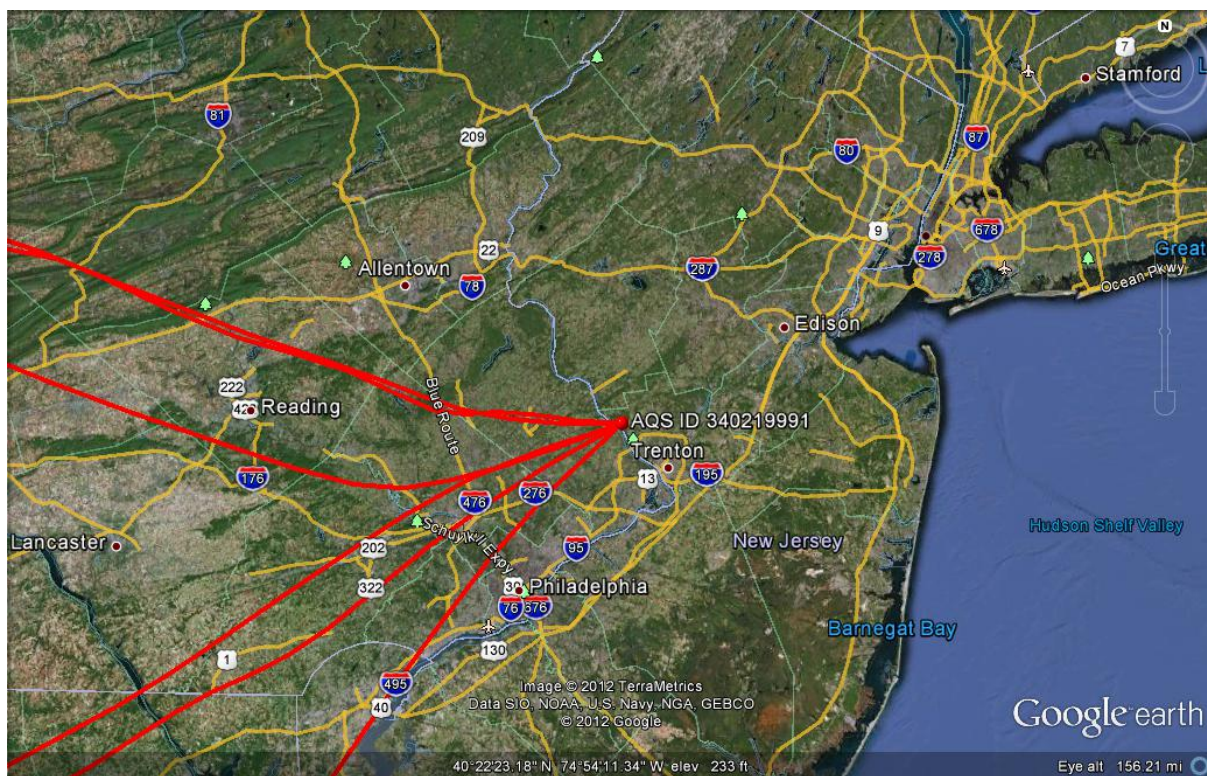 N
7
Stamford
L
81
209
80
87
9
678
22
287
278
Great
Allentown
78
Ocean Pkwy
Edison
222
Reading
Blue Route
AQS ID 340219991
Trenton
176
13
195
476
276
Lancaster
Schuylkill Expy
202
95
New Jersey
Hudson Shelf Valley
322
30
Philadelphia
76
676
Barnegat Bay
1
130
495
40
Image © 2012 TerraMetrics
Data SIO, NOAA, U.S. Navy, NGA, GEBCO
© 2012 Google
Google earth
40°22'23.18" N 74°54'11.34" W elev 233 ft
Eye alt 156.21 mi